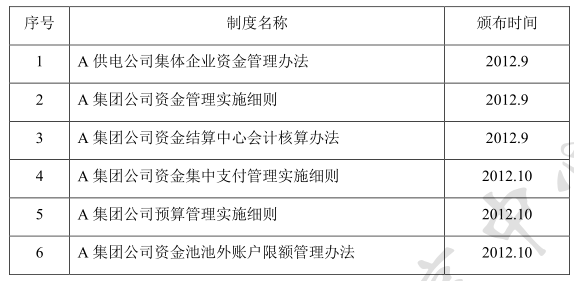 序号 制度名称 颁布时间
1 A 供电公司集体企业资金管理办法 2012.9
2 A 集团公司资金管理实施细则 2012.9
3 A 集团公司资金结算中心会计核算办法 2012.9
4 A 集团公司资金集中支付管理实施细则 2012.10
5 A 集团公司预算管理实施细则 2012.10
6 A 集团公司资金池池外账户限额管理办法 2012.10